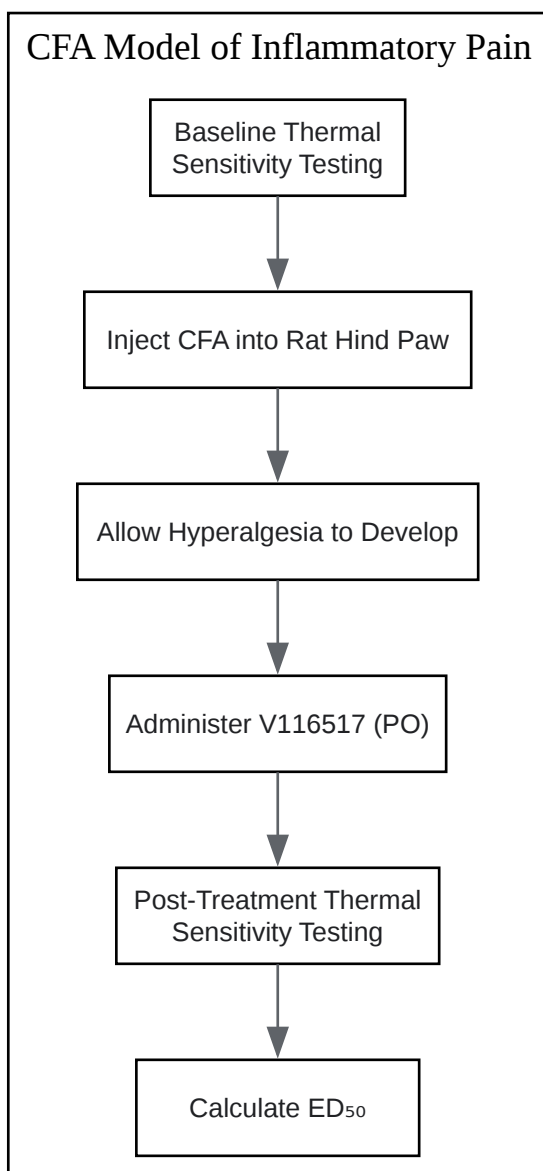 CFA Model of Inflammatory Pain
Baseline Thermal
Sensitivity Testing
Inject CFA into Rat Hind Paw
Allow Hyperalgesia to Develop
Administer V116517 (PO)
Post-Treatment Thermal
Sensitivity Testing
Calculate ED₅₀